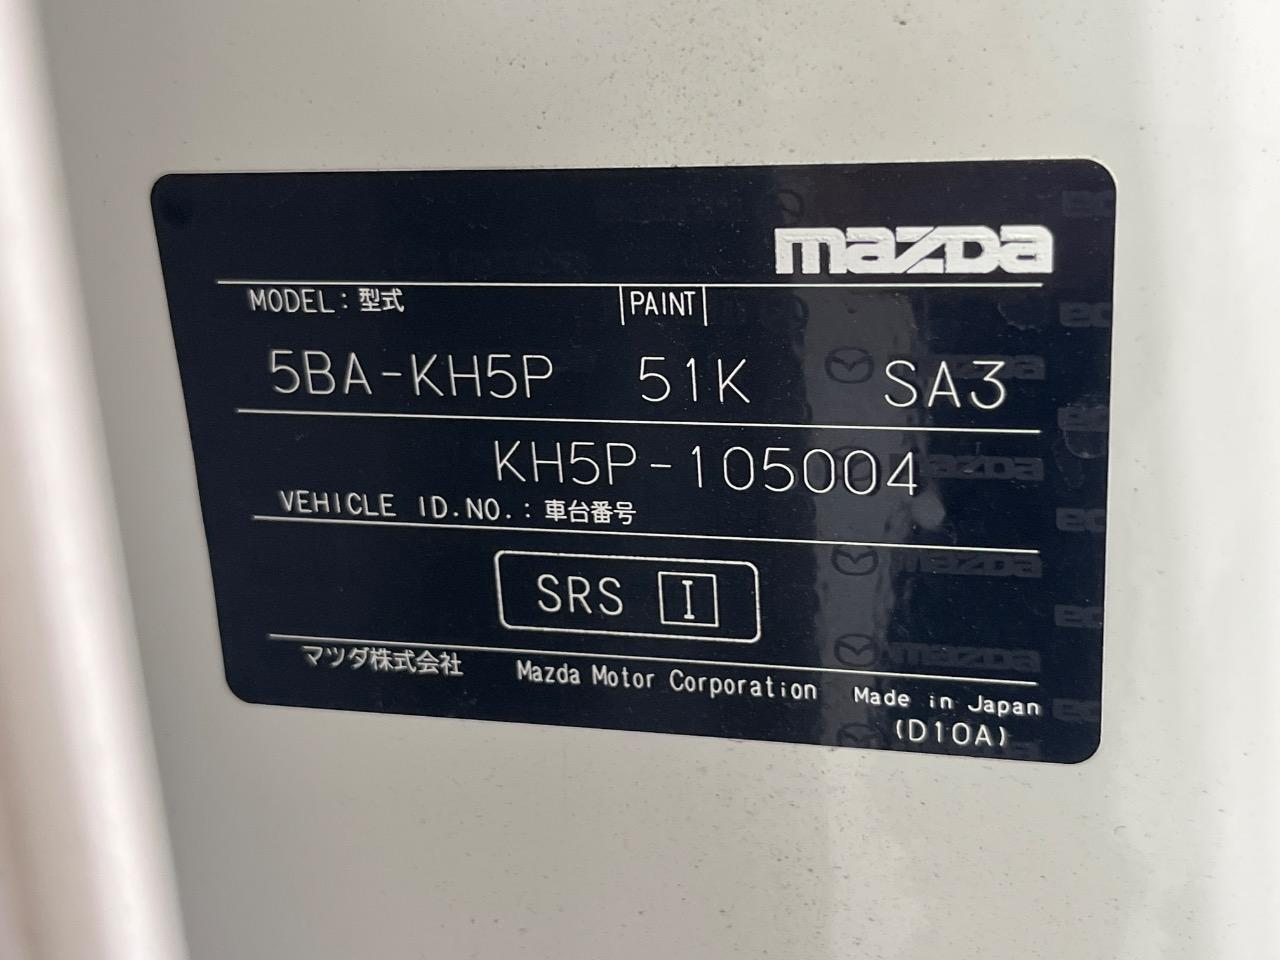 mazda
MODEL : 型式 PAINT
5BA-KH5P 51K SA3
KH5P-105004
VEHICLE ID.NO. : 車台番号
SRS I
マツダ株式会社 Mazda Motor Corporation Made in Japan
(D10A)